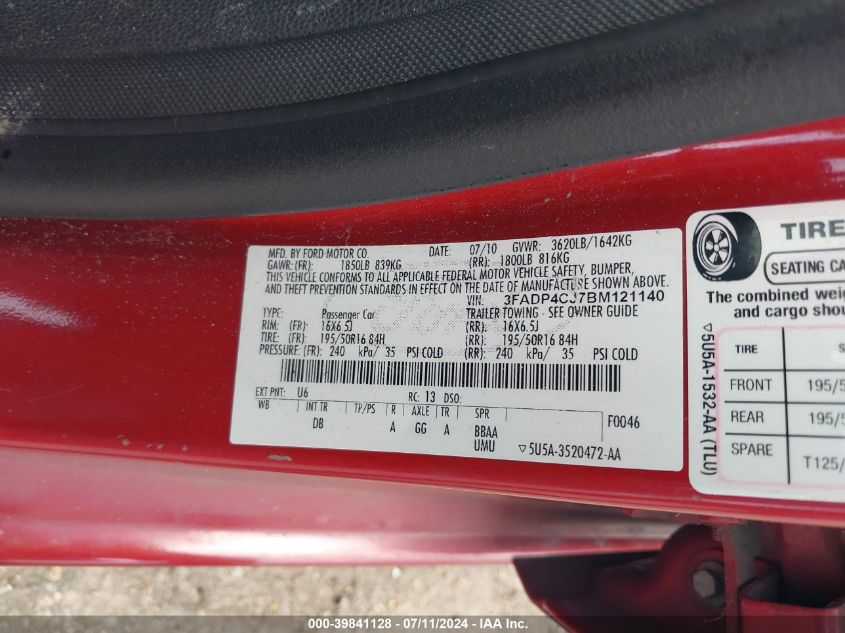 MFD. BY FORD MOTOR CO. DATE: 07/10 GVWR: 3620LB/1642KG
GAWR: (FR): 1850LB 839KG (RR): 1800LB 816KG
THIS VEHICLE CONFORMS TO ALL APPLICABLE FEDERAL MOTOR VEHICLE SAFETY, BUMPER,
AND THEFT PREVENTION STANDARDS IN EFFECT ON THE DATE OF MANUFACTURE SHOWN ABOVE.
VIN: 3FADP4CJ7BM121140
TYPE: Passenger Car TRAILER TOWING - SEE OWNER GUIDE
RIM: (FR): 16X6.5J (RR): 16X6.5J
TIRE: (FR): 195/50R16 84H (RR): 195/50R16 84H
PRESSURE: (FR): 240 kPa/ 35 PSI COLD (RR): 240 kPa/ 35 PSI COLD
EXT PNT: U6 RC: 13 DSO:
WB INT TR TP/PS R AXLE TR SPR F0046
DB A GG A BBAA
UMU ▽5U5A-3520472-AA
▽5U5A-1532-AA (TLU)
TIRE
SEATING CA
The combined weig
and cargo shou
TIRE S
FRONT 195/5
REAR 195/5
SPARE T125/
000-39841128 - 07/11/2024 - IAAI.com